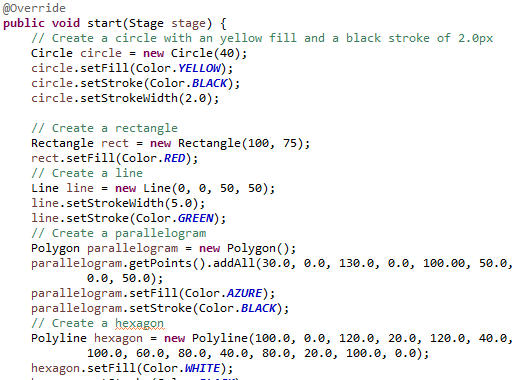 @Override
public void start(Stage stage) {
// Create a circle with an yellow fill and a black stroke of 2.0px
Circle circle = new Circle(40);
circle.setFill(Color.YELLOW);
circle.setStroke(Color.BLACK);
circle.setStrokeWidth(2.0);
// Create a rectangle
Rectangle rect = new Rectangle(100, 75);
rect.setFill(Color.RED);
// Create a line
Line line = new Line(0, 0, 50, 50);
line.setStrokeWidth(5.0);
line.setStroke(Color.GREEN);
// Create a parallelogram
Polygon parallelogram = new Polygon();
parallelogram.getPoints().addAll(30.0, 0.0, 130.0, 0.0, 100.00, 50.0,
0.0, 50.0);
parallelogram.setFill(Color.AZURE);
parallelogram.setStroke(Color.BLACK);
// Create a hexagon
Polyline hexagon = new Polyline(100.0, 0.0, 120.0, 20.0, 120.0, 40.0,
100.0, 60.0, 80.0, 40.0, 80.0, 20.0, 100.0, 0.0);
hexagon.setFill(Color.WHITE);